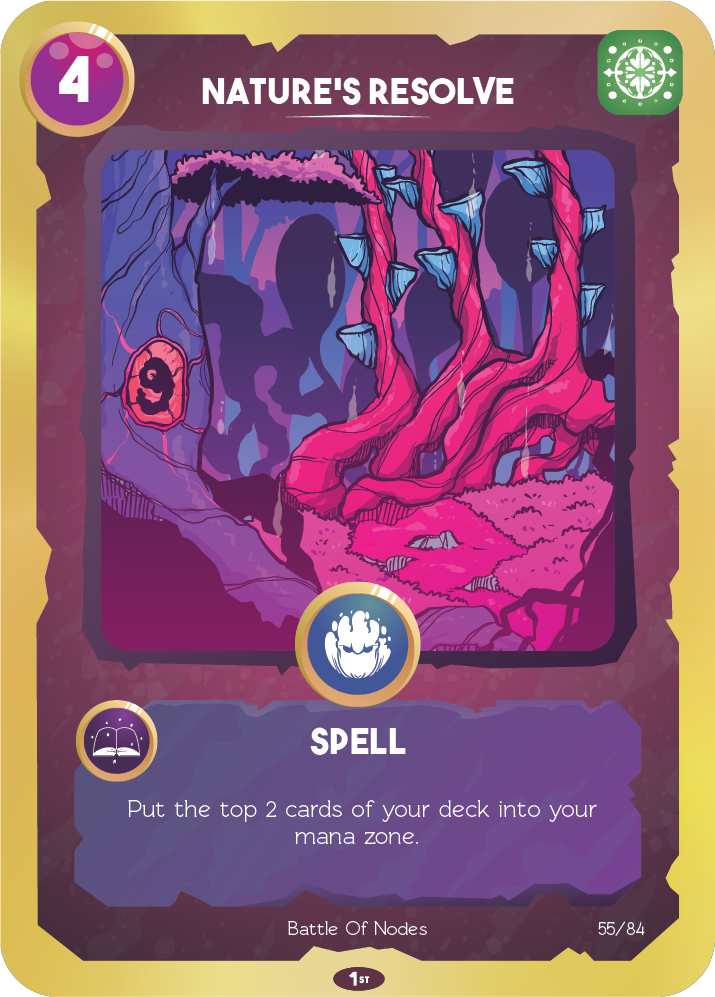 4
NATURE'S RESOLVE
9
SPELL
Put the top 2 cards of your deck into your
mana zone.
Battle Of Nodes
55/84
1ST